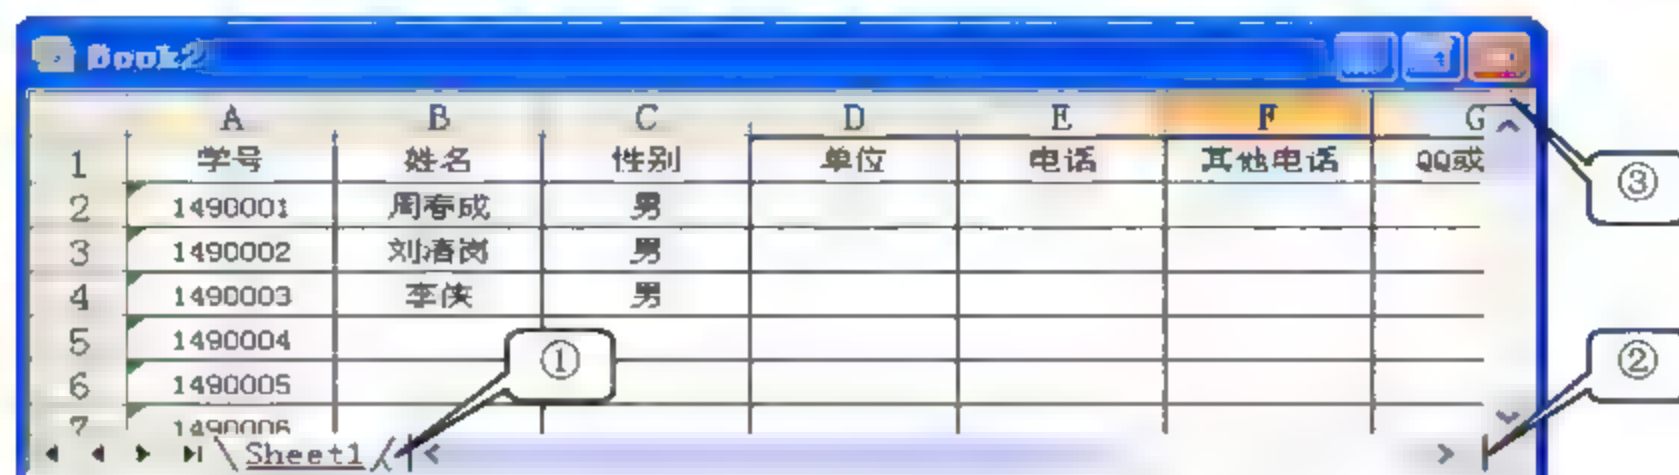 Book2
A B C D E F G
1 学号 姓名 性别 单位 电话 其他电话 QQ或
2 1490001 周春成 男
3 1490002 刘清岗 男
4 1490003 李侠 男
5 1490004
6 1490005
7 1490006
Sheet1
①
②
③